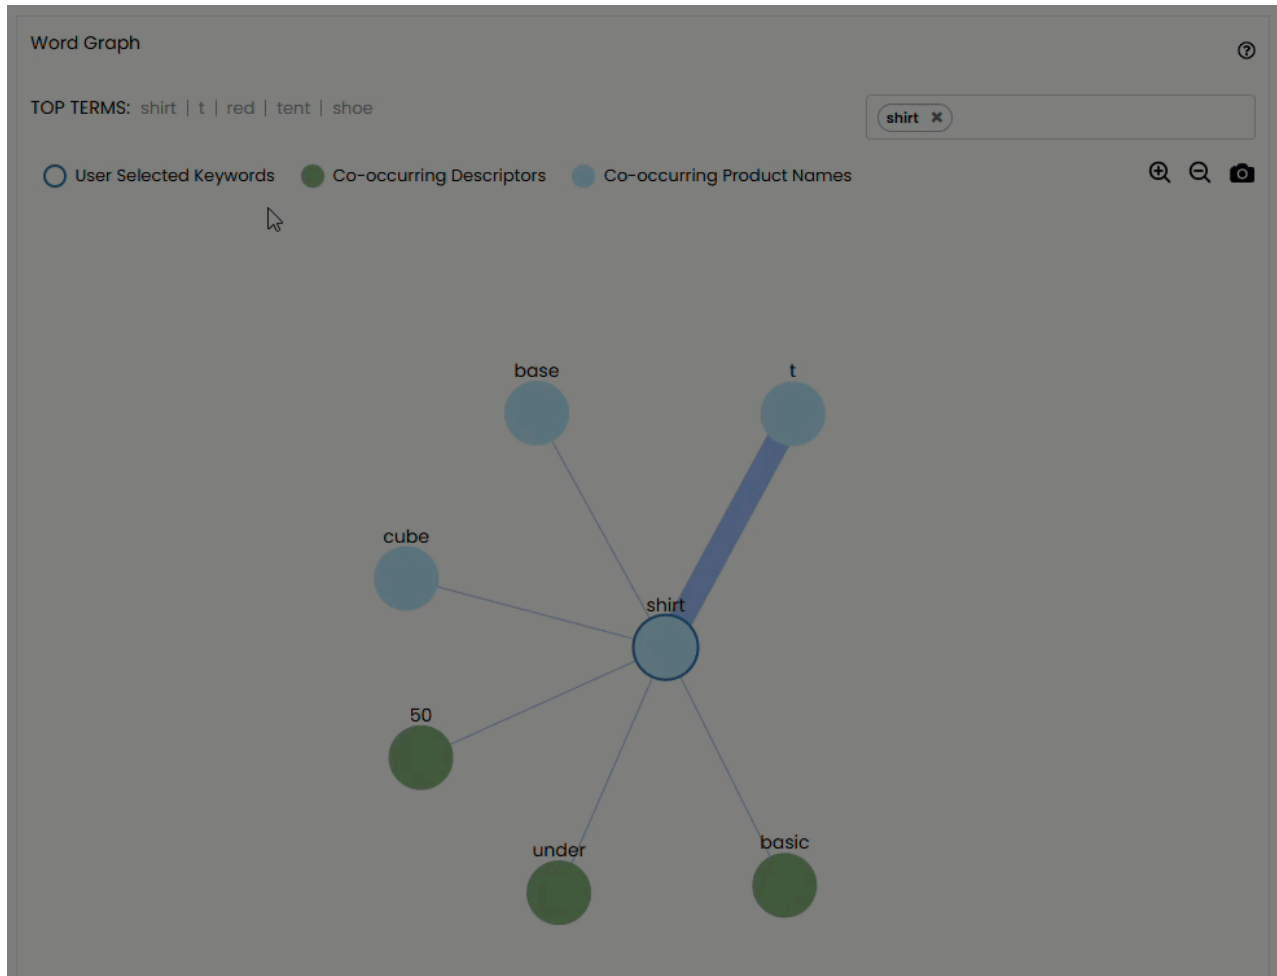 Word Graph
TOP TERMS: shirt | t | red | tent | shoe
shirt
User Selected Keywords
Co-occurring Descriptors
Co-occurring Product Names
base
t
cube
shirt
50
under
basic